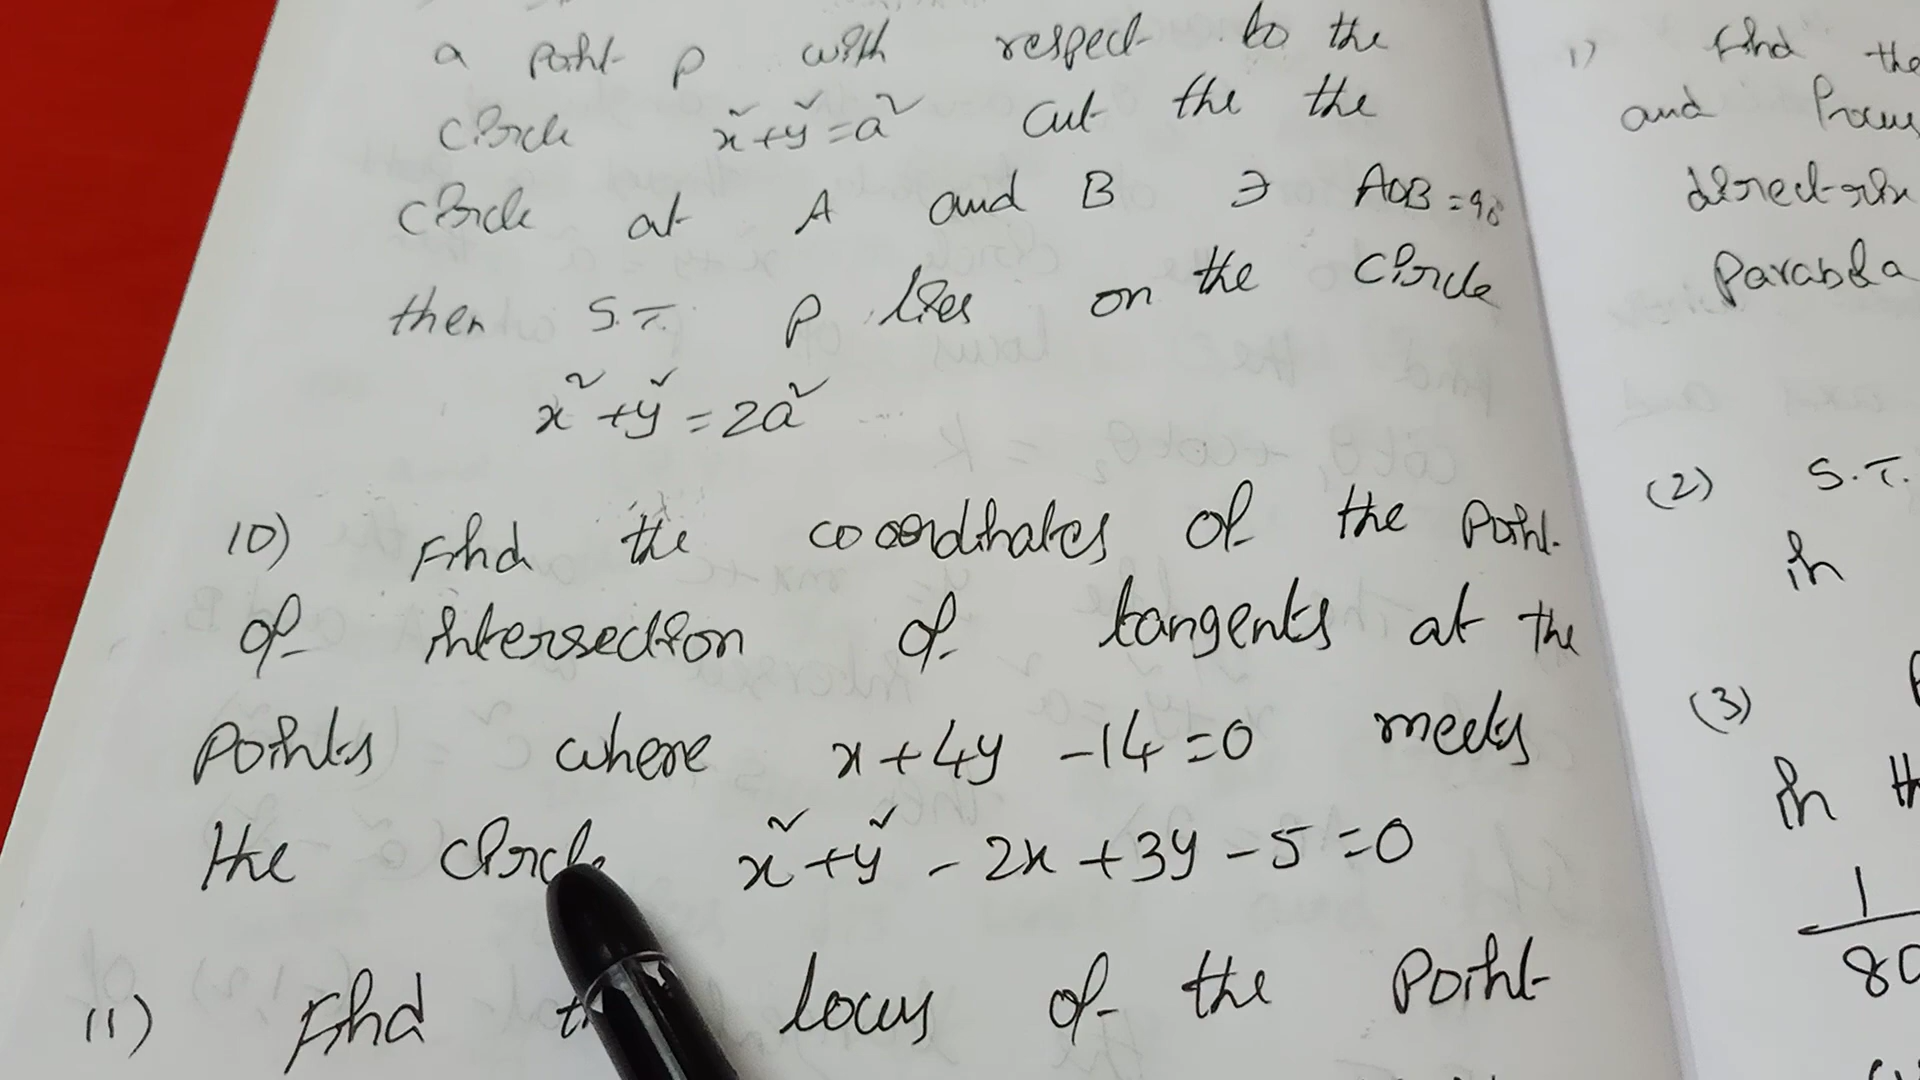 a point P with respect to the
circle x²+y²=a² cut the the
circle at A and B ∋ AOB=90
then S.T. P lies on the circle
x²+y²=2a²
10) Find the coordinates of the point
of intersection of tangents at the
points where x+4y-14=0 meets
the circle x²+y²-2x+3y-5=0
11) Find the locus of the point
1) find the
and
directrix
Parabola
(2) S.T.
in
(3)
in
1
80